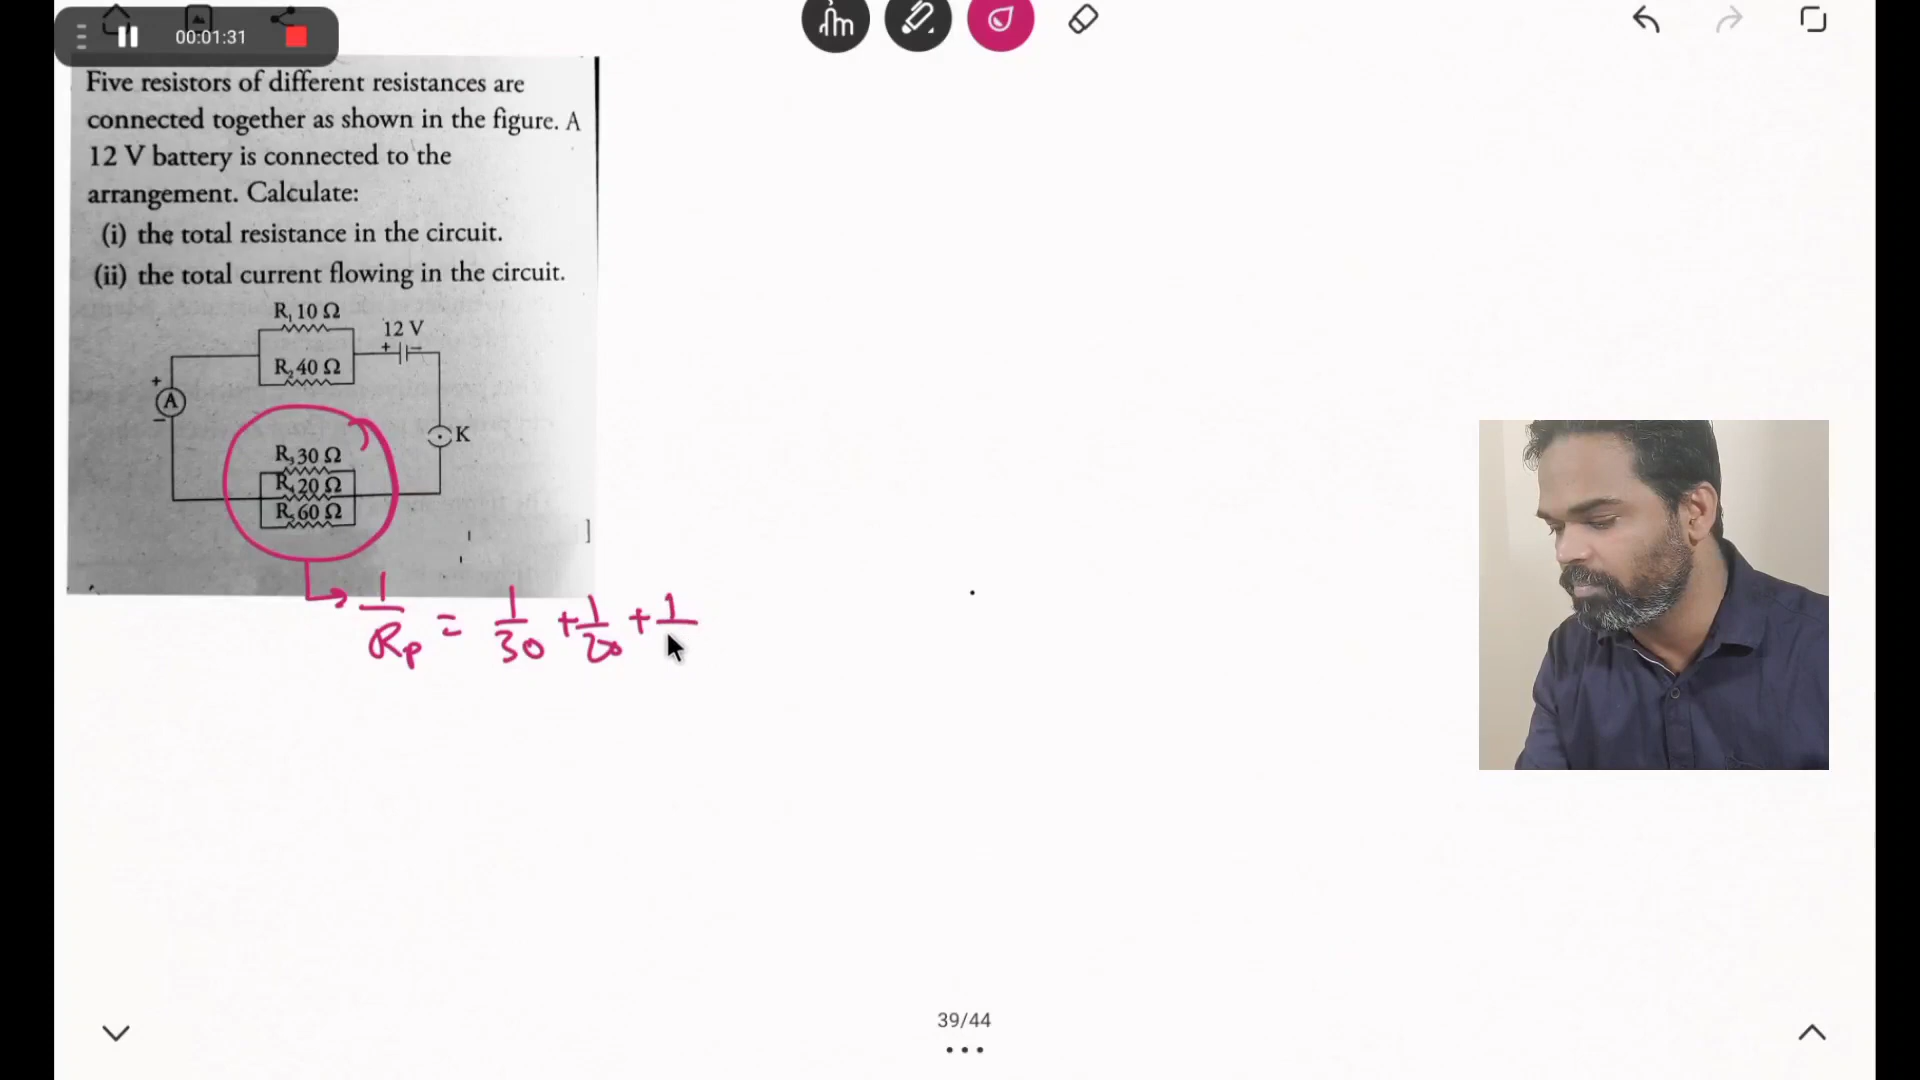 00:01:31
Five resistors of different resistances are
connected together as shown in the figure. A
12 V battery is connected to the
arrangement. Calculate:
(i) the total resistance in the circuit.
(ii) the total current flowing in the circuit.
R₁ 10 Ω
12 V
+ −
R₂ 40 Ω
+
A
−
K
R₃ 30 Ω
R₄ 20 Ω
R₅ 60 Ω
]
1/Rp = 1/30 + 1/20 + 1/
39/44